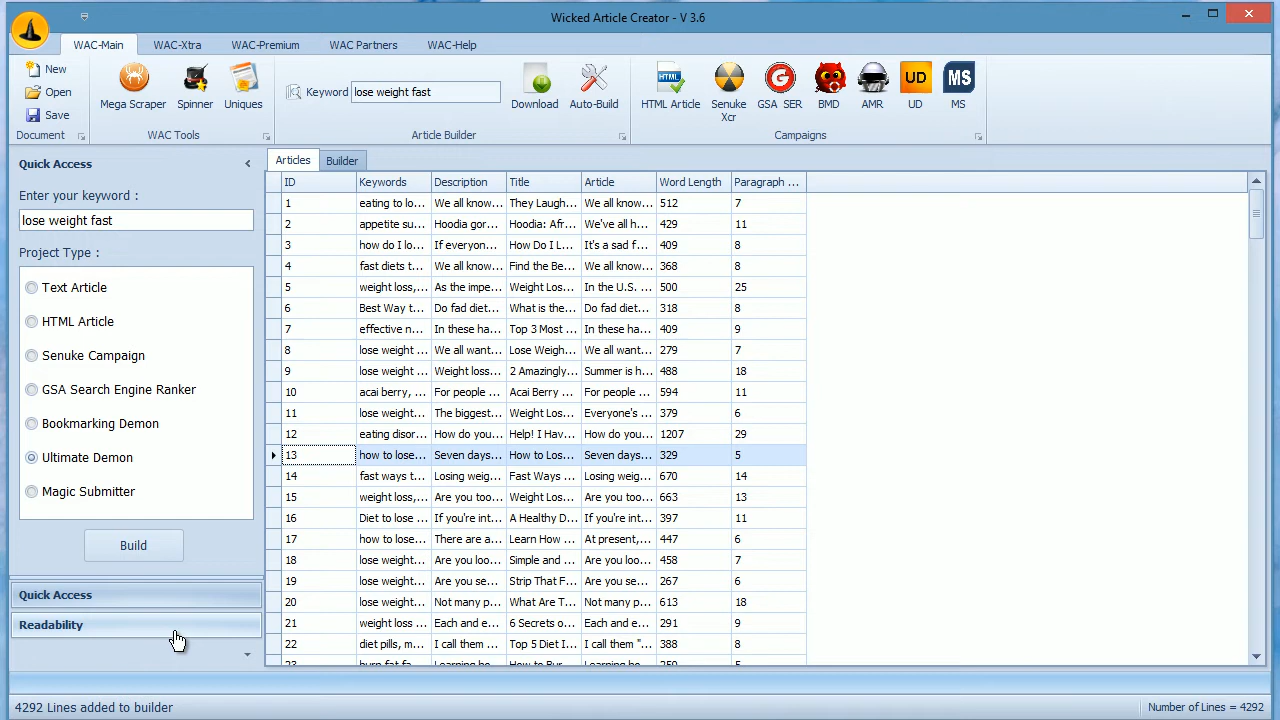 Wicked Article Creator - V 3.6
WAC-Main WAC-Xtra WAC-Premium WAC Partners WAC-Help
New
Open
Save
Document
Mega Scraper Spinner Uniques
WAC Tools
Keyword lose weight fast
Download Auto-Build
Article Builder
HTML Article Senuke Xcr GSA SER BMD AMR UD MS
Campaigns
Quick Access
Enter your keyword :
lose weight fast
Project Type :
Text Article
HTML Article
Senuke Campaign
GSA Search Engine Ranker
Bookmarking Demon
Ultimate Demon
Magic Submitter
Build
Quick Access
Readability
Articles Builder
ID Keywords Description Title Article Word Length Paragraph ...
1 eating to lo... We all know... They Laugh... We all know... 512 7
2 appetite su... Hoodia gor... Hoodia: Afr... We've all h... 429 11
3 how do I lo... If everyon... How Do I L... It's a sad f... 409 8
4 fast diets t... We all know... Find the Be... We all know... 368 8
5 weight loss,... As the impe... Weight Los... In the U.S. ... 500 25
6 Best Way t... Do fad diet... What is the... Do fad diet... 318 8
7 effective n... In these ha... Top 3 Most ... In these ha... 409 9
8 lose weight ... We all want... Lose Weigh... We all want... 279 7
9 lose weight ... Weight loss... 2 Amazingly... Summer is h... 488 18
10 acai berry, ... For people ... Acai Berry ... For people ... 594 11
11 lose weight... The biggest... Weight Los... Everyone's ... 379 6
12 eating disor... How do you... Help! I Hav... How do you... 1207 29
13 how to lose... Seven days... How to Los... Seven days... 329 5
14 fast ways t... Losing weig... Fast Ways ... Losing weig... 670 14
15 weight loss,... Are you too... Weight Los... Are you too... 663 13
16 Diet to lose ... If you're int... A Healthy D... If you're int... 397 11
17 how to lose... There are a... Learn How ... At present,... 447 6
18 lose weight... Are you loo... Simple and ... Are you loo... 458 7
19 lose weight... Are you se... Strip That F... Are you se... 267 6
20 lose weight... Not many p... What Are T... Not many p... 613 18
21 weight loss ... Each and e... 6 Secrets o... Each and e... 291 9
22 diet pills, m... I call them ... Top 5 Diet I... I call them "... 388 8
4292 Lines added to builder
Number of Lines = 4292